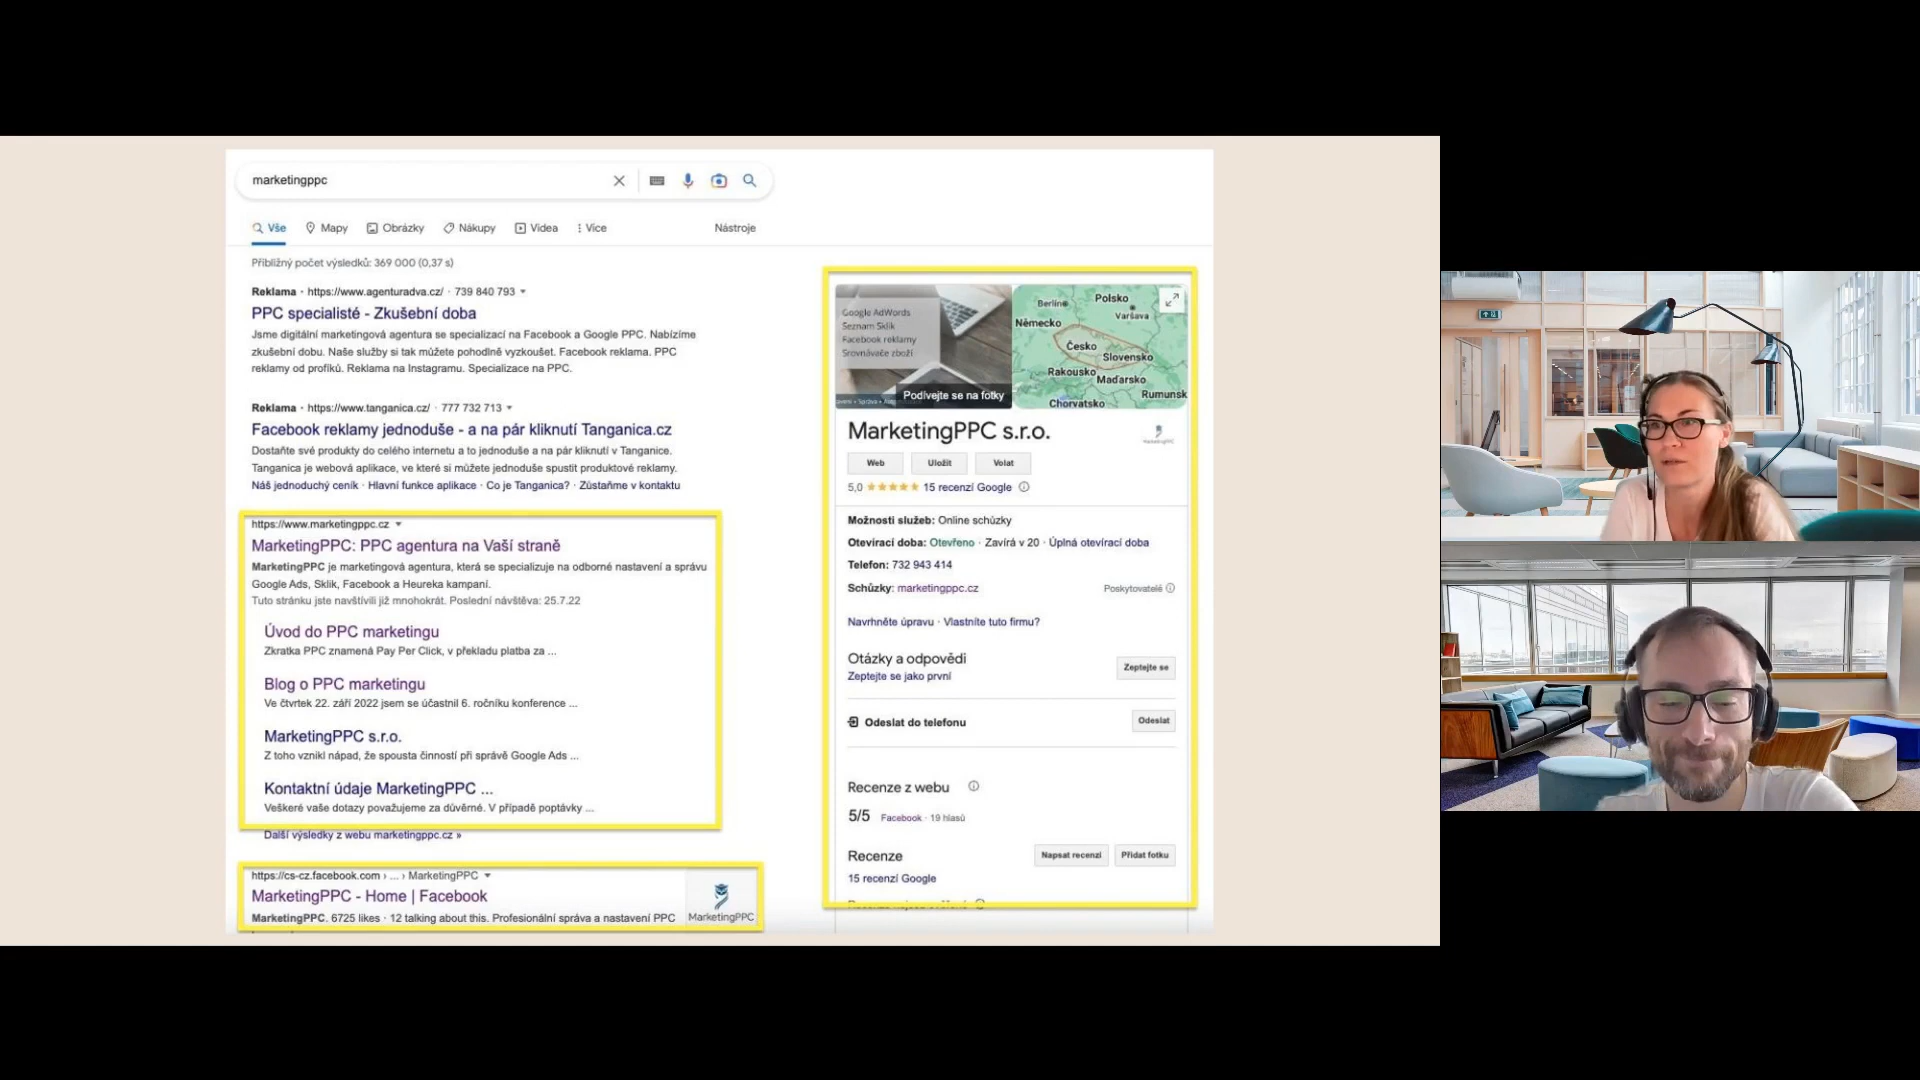 marketingppc
Vše Mapy Obrázky Nákupy Videa Více Nástroje
Přibližný počet výsledků: 369 000 (0,37 s)
Reklama · https://www.agenturadva.cz/ · 739 840 793
PPC specialisté - Zkušební doba
Jsme digitální marketingová agentura se specializací na Facebook a Google PPC. Nabízíme
zkušební dobu. Naše služby si tak můžete pohodlně vyzkoušet. Facebook reklama. PPC
reklamy od profíků. Reklama na Instagramu. Specializace na PPC.
Reklama · https://www.tanganica.cz/ · 777 732 713
Facebook reklamy jednoduše - a na pár kliknutí Tanganica.cz
Dostaňte své produkty do celého internetu a to jednoduše a na pár kliknutí v Tanganice.
Tanganica je webová aplikace, ve které si můžete jednoduše spustit produktové reklamy.
Náš jednoduchý ceník · Hlavní funkce aplikace · Co je Tanganica? · Zůstaňme v kontaktu
https://www.marketingppc.cz
MarketingPPC: PPC agentura na Vaší straně
MarketingPPC je marketingová agentura, která se specializuje na odborné nastavení a správu
Google Ads, Sklik, Facebook a Heureka kampaní.
Tuto stránku jste navštívili již mnohokrát. Poslední návštěva: 25.7.22
Úvod do PPC marketingu
Zkratka PPC znamená Pay Per Click, v překladu platba za ...
Blog o PPC marketingu
Ve čtvrtek 22. září 2022 jsem se účastnil 6. ročníku konference ...
MarketingPPC s.r.o.
Z toho vznikl nápad, že spousta činností při správě Google Ads ...
Kontaktní údaje MarketingPPC ...
Veškeré vaše dotazy považujeme za důvěrné. V případě poptávky ...
Další výsledky z webu marketingppc.cz »
https://cs-cz.facebook.com › ... › MarketingPPC
MarketingPPC - Home | Facebook
MarketingPPC. 6725 likes · 12 talking about this. Profesionální správa a nastavení PPC
MarketingPPC
Google AdWords
Seznam Sklik
Facebook reklamy
Srovnávače zboží
Podívejte se na fotky
Berlín
Polsko
Varšava
Německo
Česko
Slovensko
Rakousko
Maďarsko
Rumunsk
Chorvatsko
MarketingPPC s.r.o.
Web Uložit Volat
5,0 15 recenzí Google
Možnosti služeb: Online schůzky
Otevírací doba: Otevřeno · Zavírá v 20 · Úplná otevírací doba
Telefon: 732 943 414
Schůzky: marketingppc.cz Poskytovatelé
Navrhněte úpravu · Vlastníte tuto firmu?
Otázky a odpovědi
Zeptejte se jako první
Zeptejte se
Odeslat do telefonu Odeslat
Recenze z webu
5/5 Facebook · 19 hlasů
Recenze Napsat recenzi Přidat fotku
15 recenzí Google